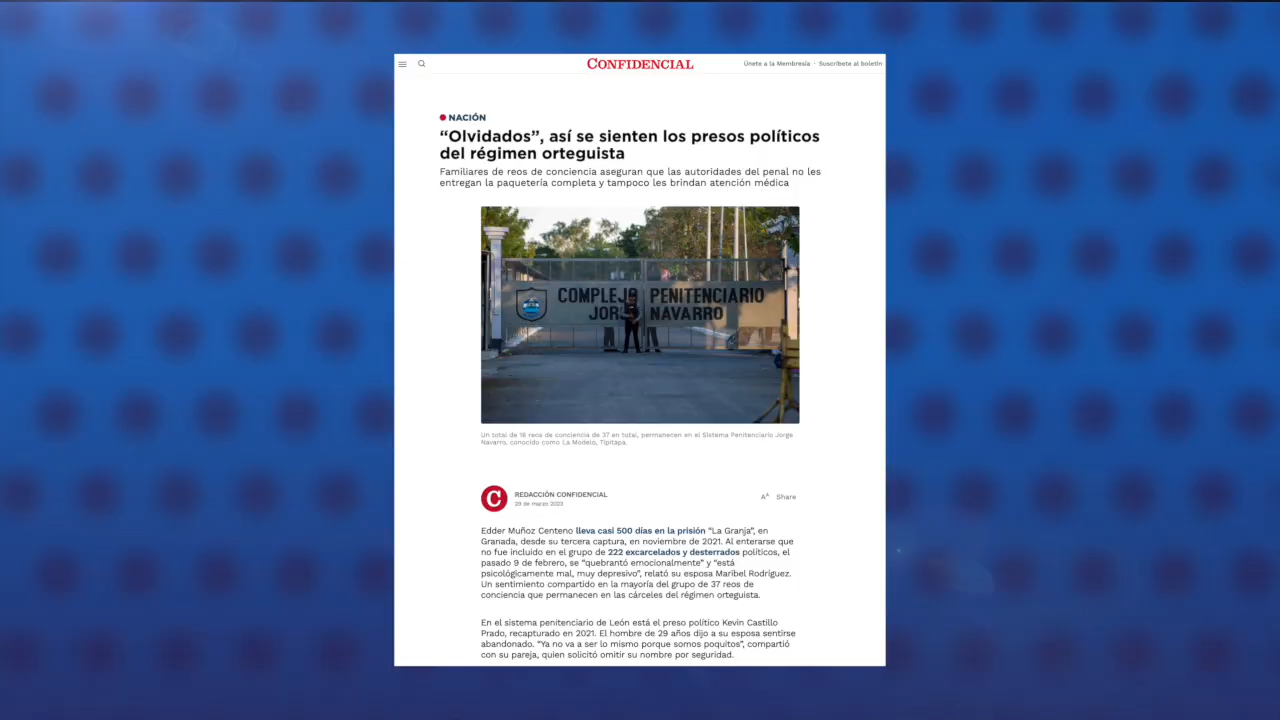 CONFIDENCIAL
Únete a la Membresía · Suscríbete al boletín
NACIÓN
“Olvidados”, así se sienten los presos políticos
del régimen orteguista
Familiares de reos de conciencia aseguran que las autoridades del penal no les
entregan la paquetería completa y tampoco les brindan atención médica
COMPLEJO PENITENCIARIO
JORGE NAVARRO
Un total de 16 reos de conciencia de 37 en total, permanecen en el Sistema Penitenciario Jorge
Navarro, conocido como La Modelo, Tipitapa.
C
REDACCIÓN CONFIDENCIAL
AA Share
29 de marzo 2023
Edder Muñoz Centeno lleva casi 500 días en la prisión “La Granja”, en
Granada, desde su tercera captura, en noviembre de 2021. Al enterarse que
no fue incluido en el grupo de 222 excarcelados y desterrados políticos, el
pasado 9 de febrero, se “quebrantó emocionalmente” y “está
psicológicamente mal, muy depresivo”, relató su esposa Maribel Rodríguez.
Un sentimiento compartido en la mayoría del grupo de 37 reos de
conciencia que permanecen en las cárceles del régimen orteguista.
En el sistema penitenciario de León está el preso político Kevin Castillo
Prado, recapturado en 2021. El hombre de 29 años dijo a su esposa sentirse
abandonado. “Ya no va a ser lo mismo porque somos poquitos”, compartió
con su pareja, quien solicitó omitir su nombre por seguridad.